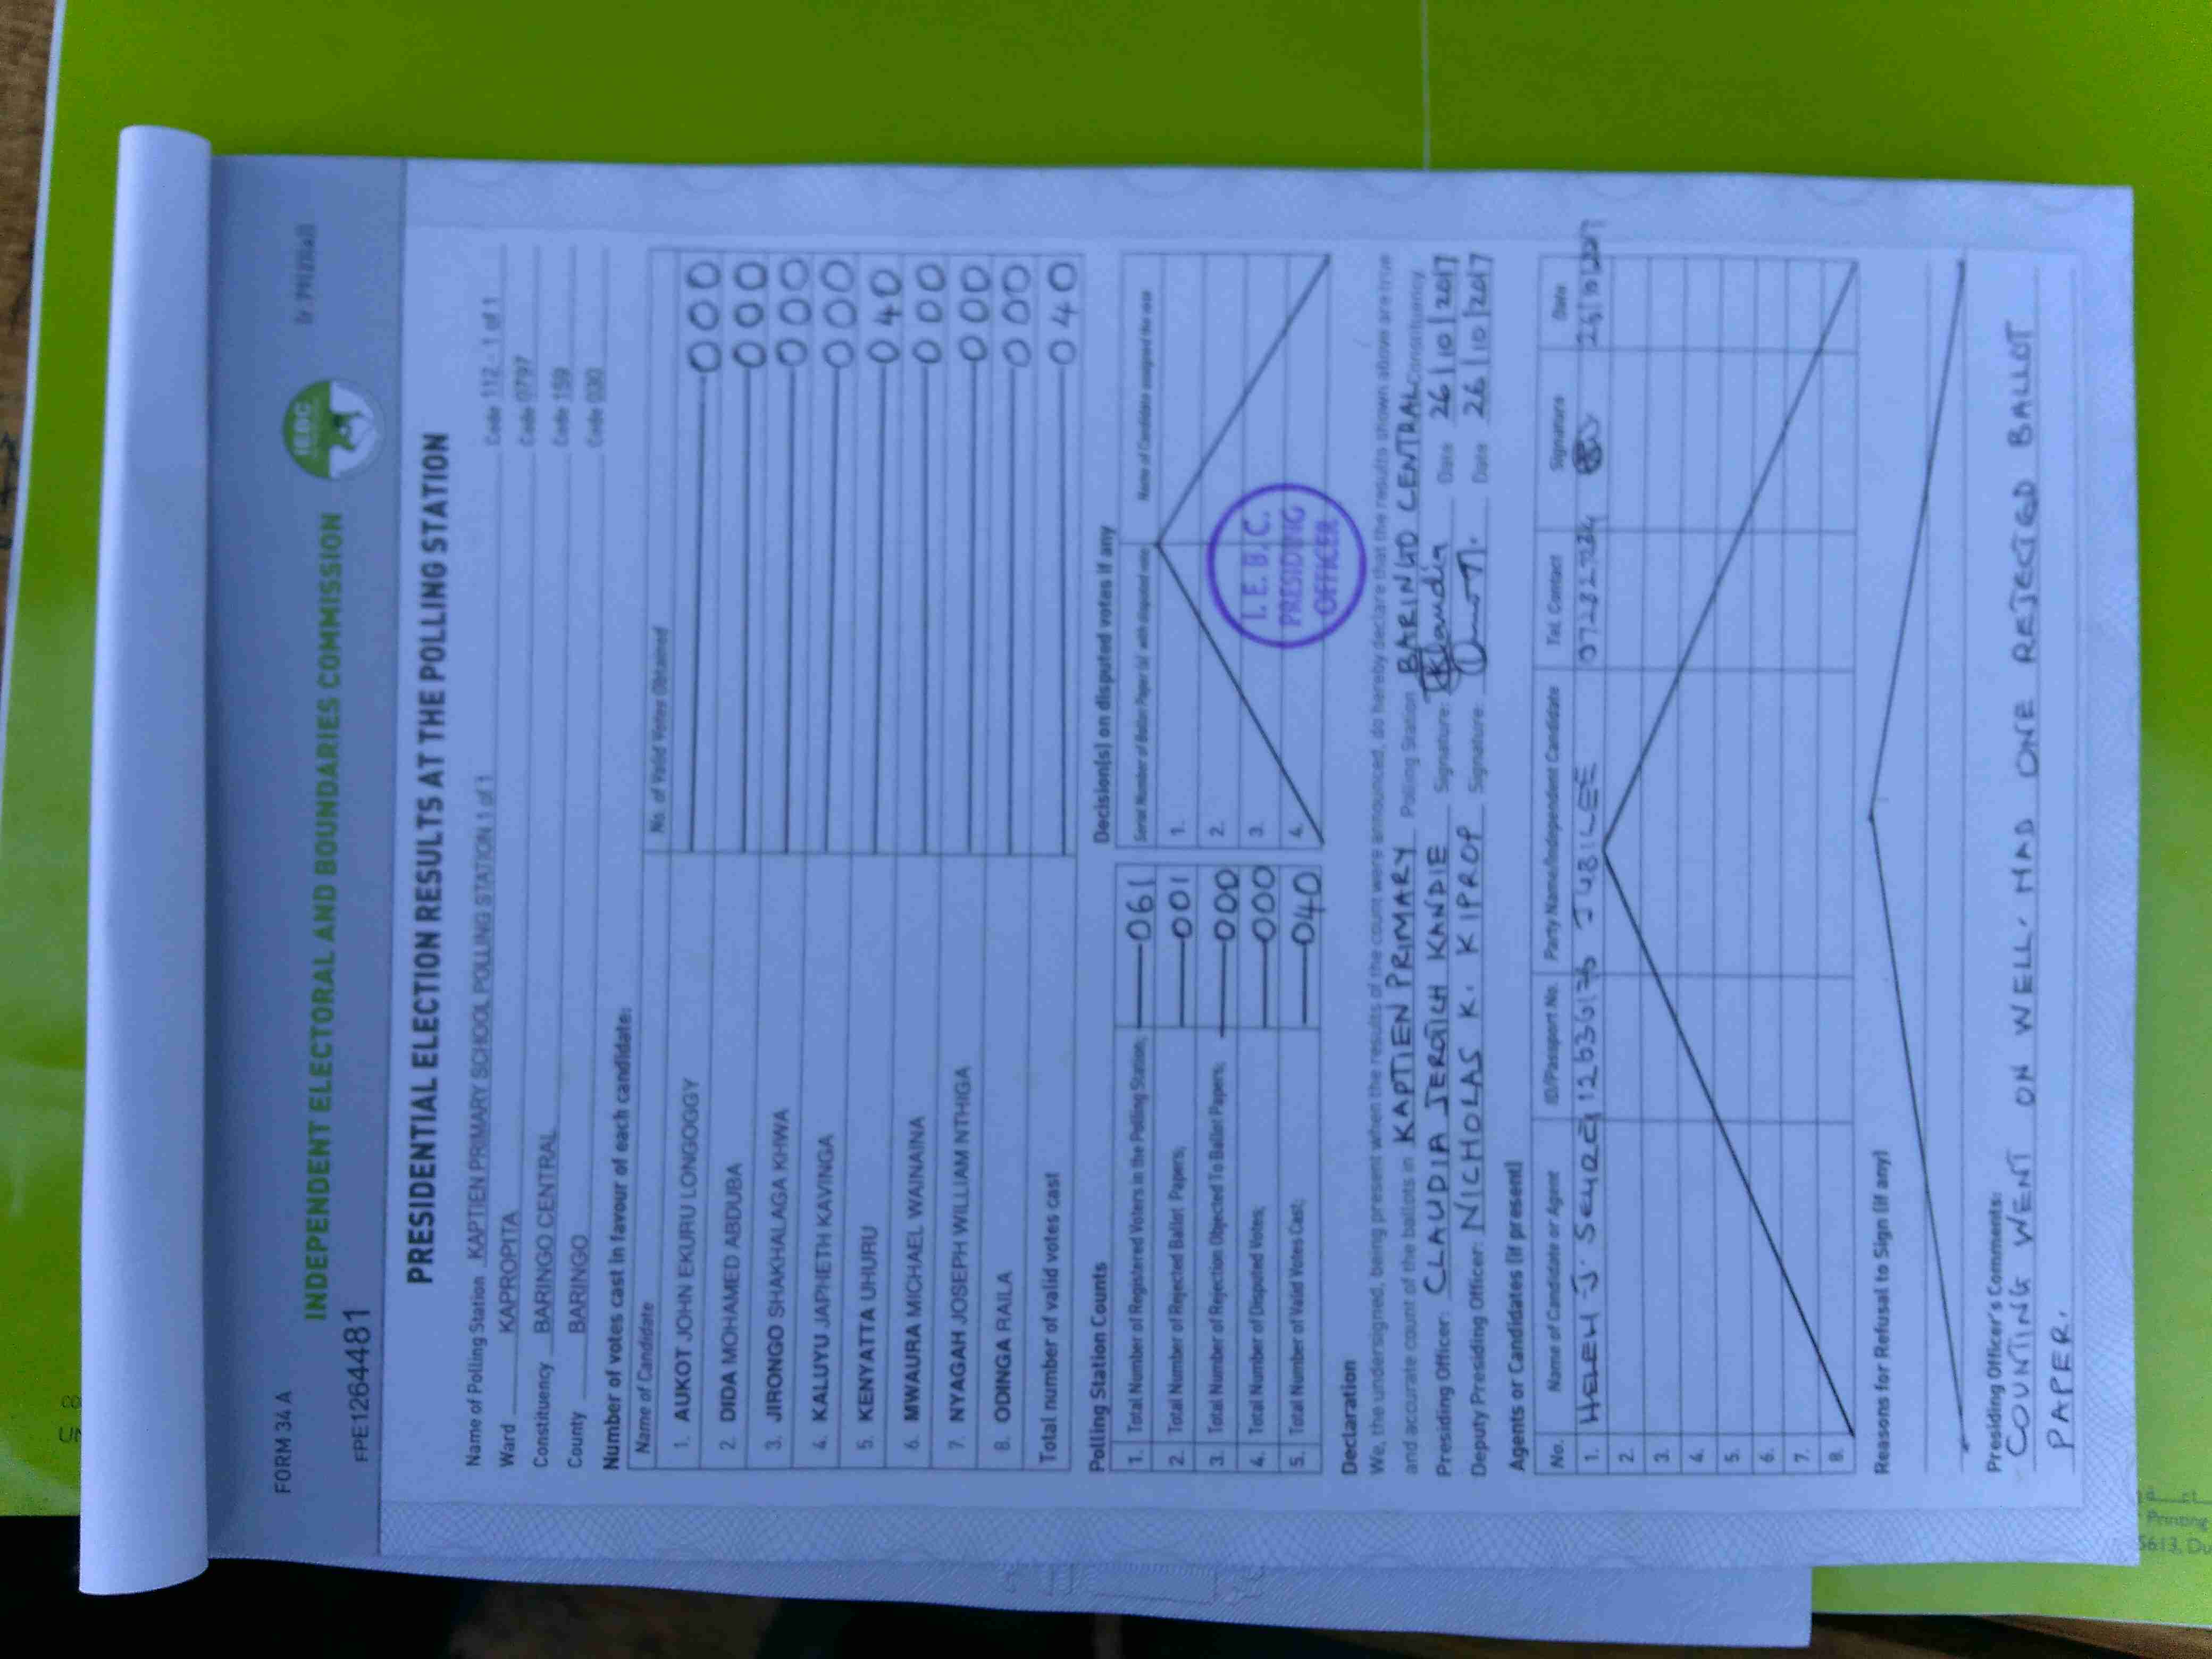 FORM 34 A
INDEPENDENT ELECTORAL AND BOUNDARIES COMMISSION
IEBC
FPE1264481
PRESIDENTIAL ELECTION RESULTS AT THE POLLING STATION
Name of Polling Station KAPTIEN PRIMARY SCHOOL POLLING STATION 1 of 1 Code 112 - 1 of 1
Ward KAPROPITA Code 0797
Constituency BARINGO CENTRAL Code 159
County BARINGO Code 030
Number of votes cast in favour of each candidate:
Name of Candidate No. of Valid Votes Obtained
1. AUKOT JOHN EKURU LONGOGGY 000
2. DIDA MOHAMED ABDUBA 000
3. JIRONGO SHAKHALAGA KHWA 000
4. KALUYU JAPHETH KAVINGA 000
5. KENYATTA UHURU 040
6. MWAURA MICHAEL WAINAINA 000
7. NYAGAH JOSEPH WILLIAM NTHIGA 000
8. ODINGA RAILA 000
Total number of valid votes cast 040
Polling Station Counts
1. Total Number of Registered Voters in the Polling Station; 061
2. Total Number of Rejected Ballot Papers; 001
3. Total Number of Rejection Objected To Ballot Papers; 000
4. Total Number of Disputed Votes; 000
5. Total Number of Valid Votes Cast; 040
Decision(s) on disputed votes if any
Serial Number of Ballot Paper (s) with disputed vote Name of Candidate assigned the vote
1.
2.
3.
4.
I.E.B.C.
PRESIDING
OFFICER
Declaration
We, the undersigned, being present when the results of the count were announced, do hereby declare that the results shown above are true
and accurate count of the ballots in KAPTIEN PRIMARY Polling Station BARINGO CENTRAL Constituency.
Presiding Officer: CLAUDIA JEROTICH KANDIE Signature: Date 26/10/2017
Deputy Presiding Officer: NICHOLAS K. KIPROP Signature: Date 26/10/2017
Agents or Candidates (if present)
No. Name of Candidate or Agent ID/Passport No. Party Name/Independent Candidate Tel. Contact Signature Date
1. HELEN J. JUBILEE
2.
3.
4.
5.
6.
7.
8.
Reasons for Refusal to Sign (if any)
Presiding Officer's Comments:
COUNTING WENT ON WELL. HAD ONE REJECTED BALLOT
PAPER.